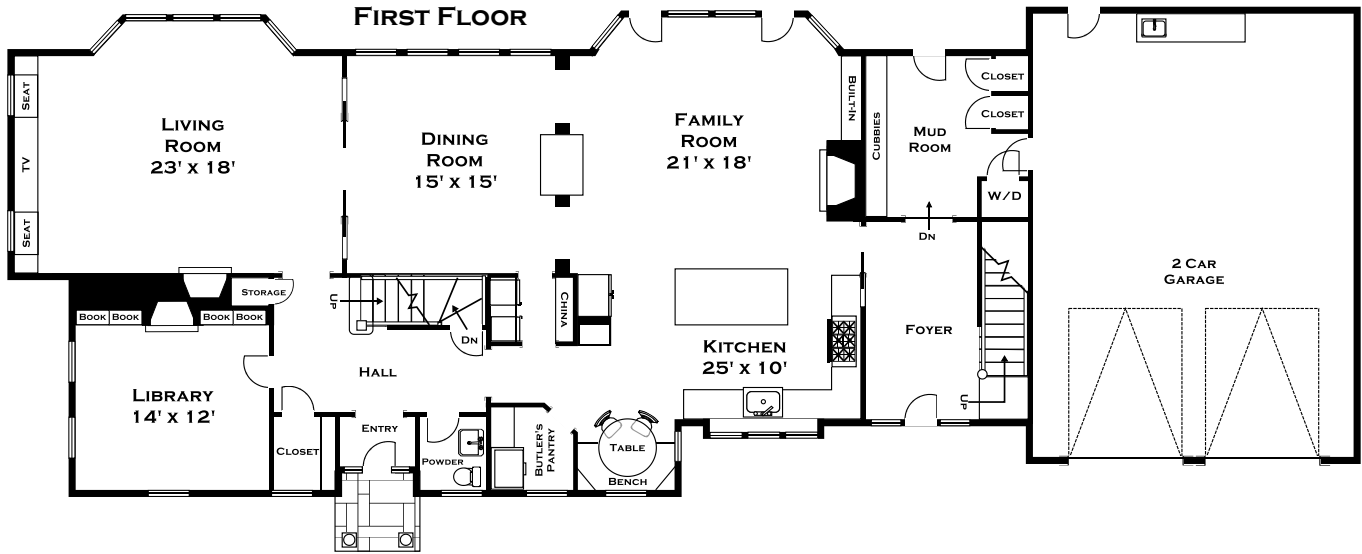 FIRST FLOOR
SEAT
TV
SEAT
LIVING
ROOM
23' X 18'
DINING
ROOM
15' X 15'
FAMILY
ROOM
21' X 18'
BUILT-IN
CUBBIES
MUD
ROOM
CLOSET
CLOSET
W/D
DN
2 CAR
GARAGE
STORAGE
BOOK
BOOK
BOOK
BOOK
UP
DN
CHINA
KITCHEN
25' X 10'
FOYER
UP
HALL
LIBRARY
14' X 12'
CLOSET
ENTRY
POWDER
BUTLER'S
PANTRY
TABLE
BENCH